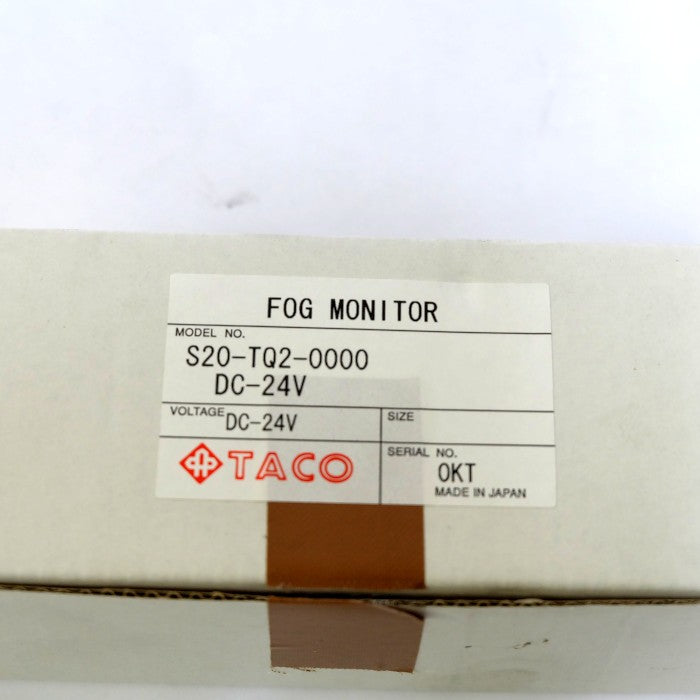 FOG MONITOR
MODEL NO.
S20-TQ2-0000
DC-24V
VOLTAGE DC-24V
SIZE
TACO
SERIAL NO.
OKT
MADE IN JAPAN